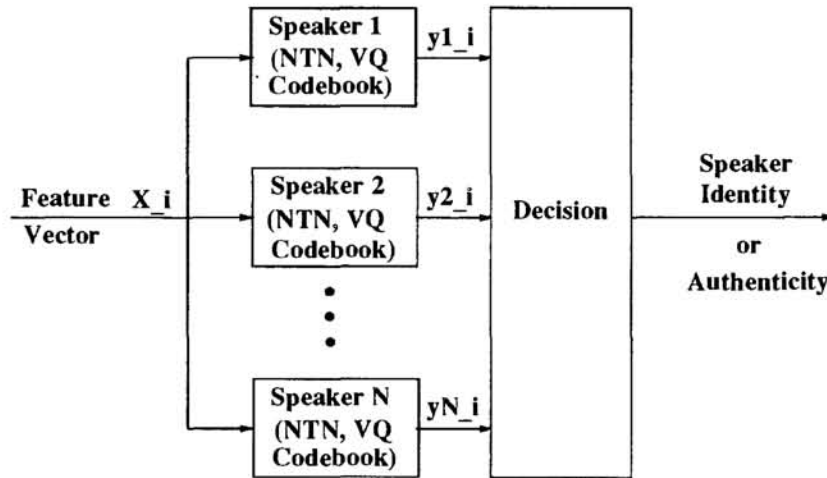 Speaker 1
(NTN, VQ
Codebook)
y1_i
Feature X_i
Vector
Speaker 2
(NTN, VQ
Codebook)
y2_i
Decision
Speaker
Identity
or
Authenticity
Speaker N
(NTN, VQ
Codebook)
yN_i